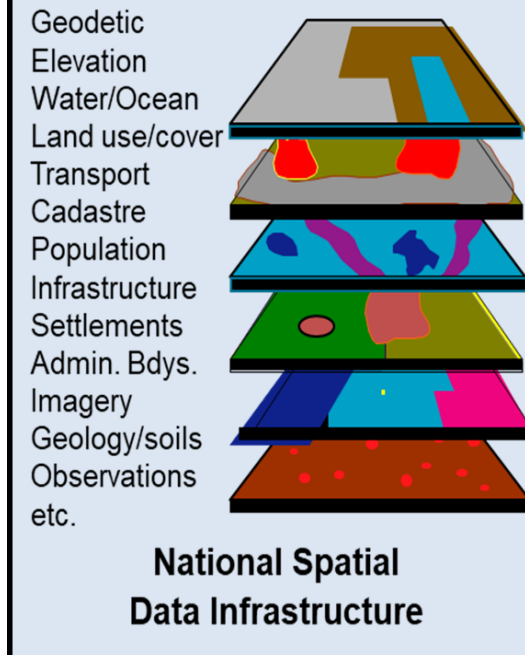 Geodetic
Elevation
Water/Ocean
Land use/cover
Transport
Cadastre
Population
Infrastructure
Settlements
Admin. Bdys.
Imagery
Geology/soils
Observations
etc.
National Spatial
Data Infrastructure